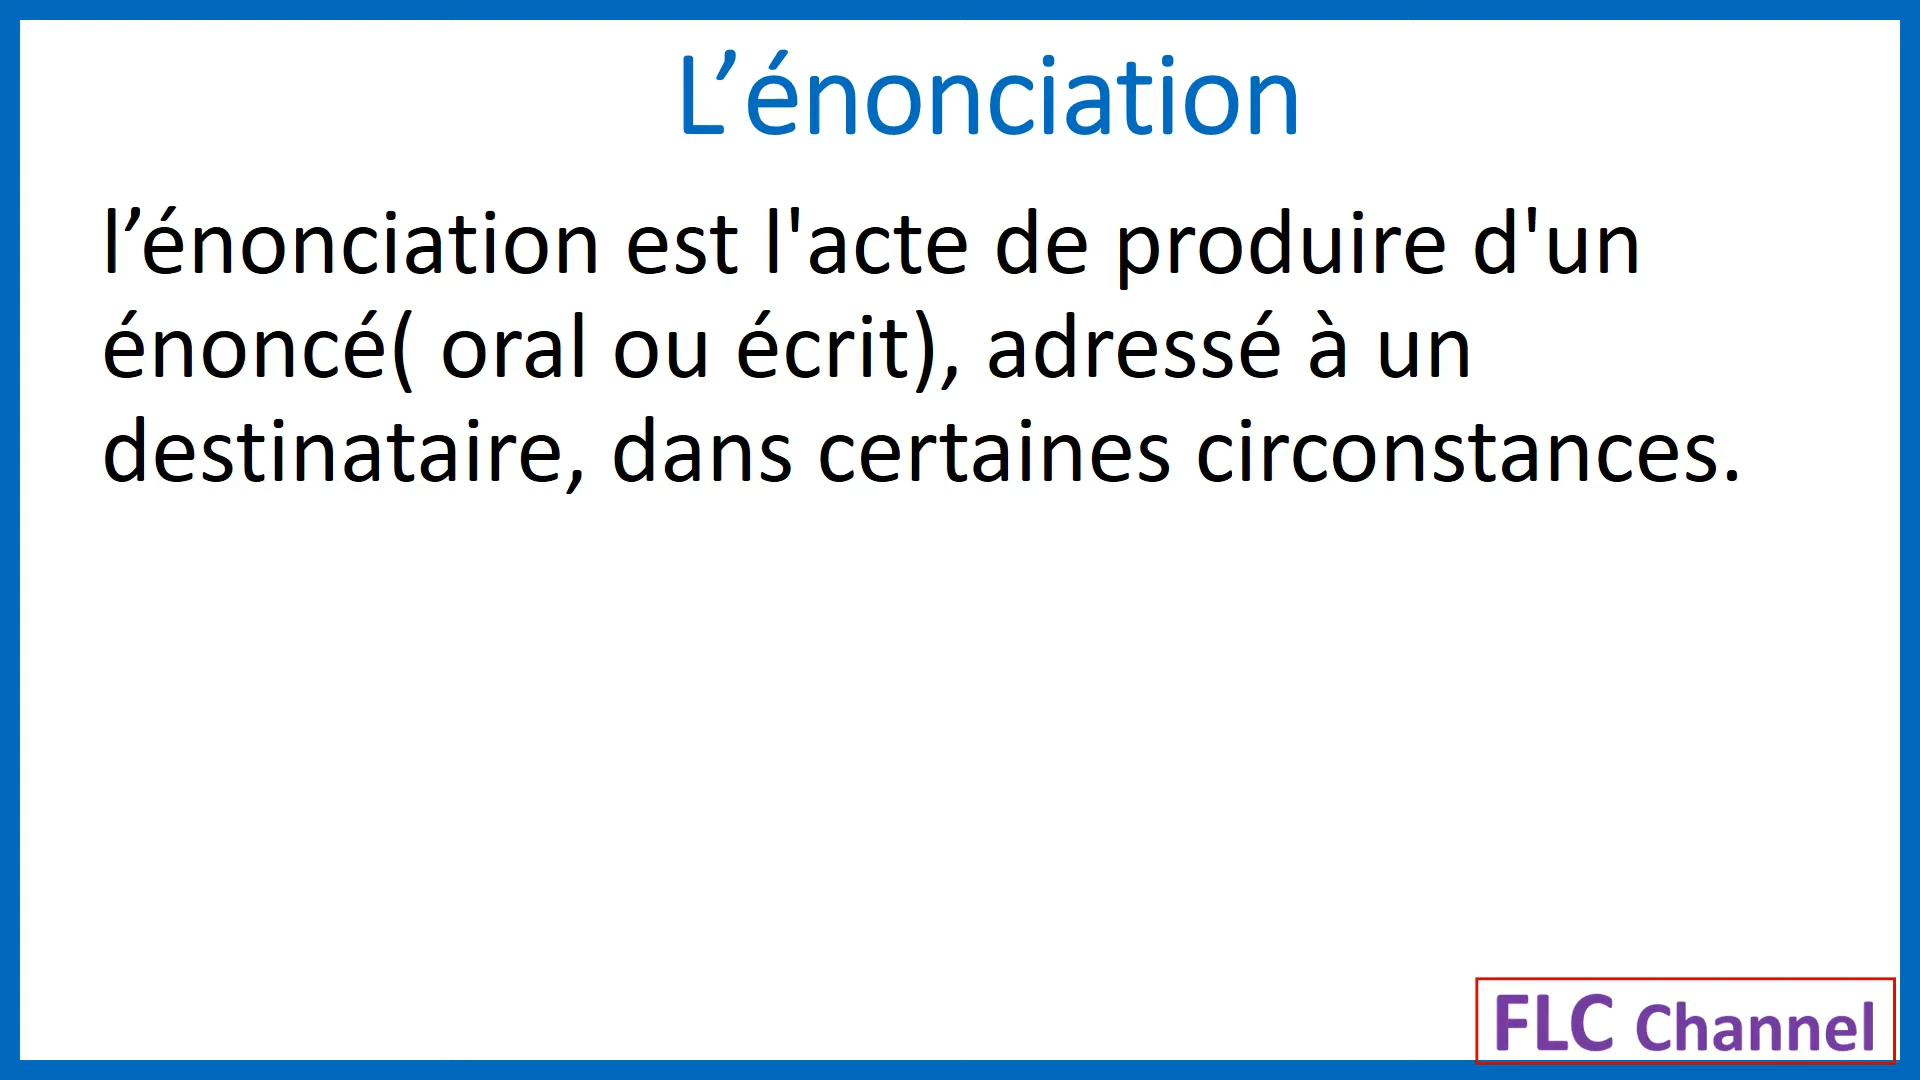 L’énonciation
l’énonciation est l'acte de produire d'un
énoncé( oral ou écrit), adressé à un
destinataire, dans certaines circonstances.
FLC Channel